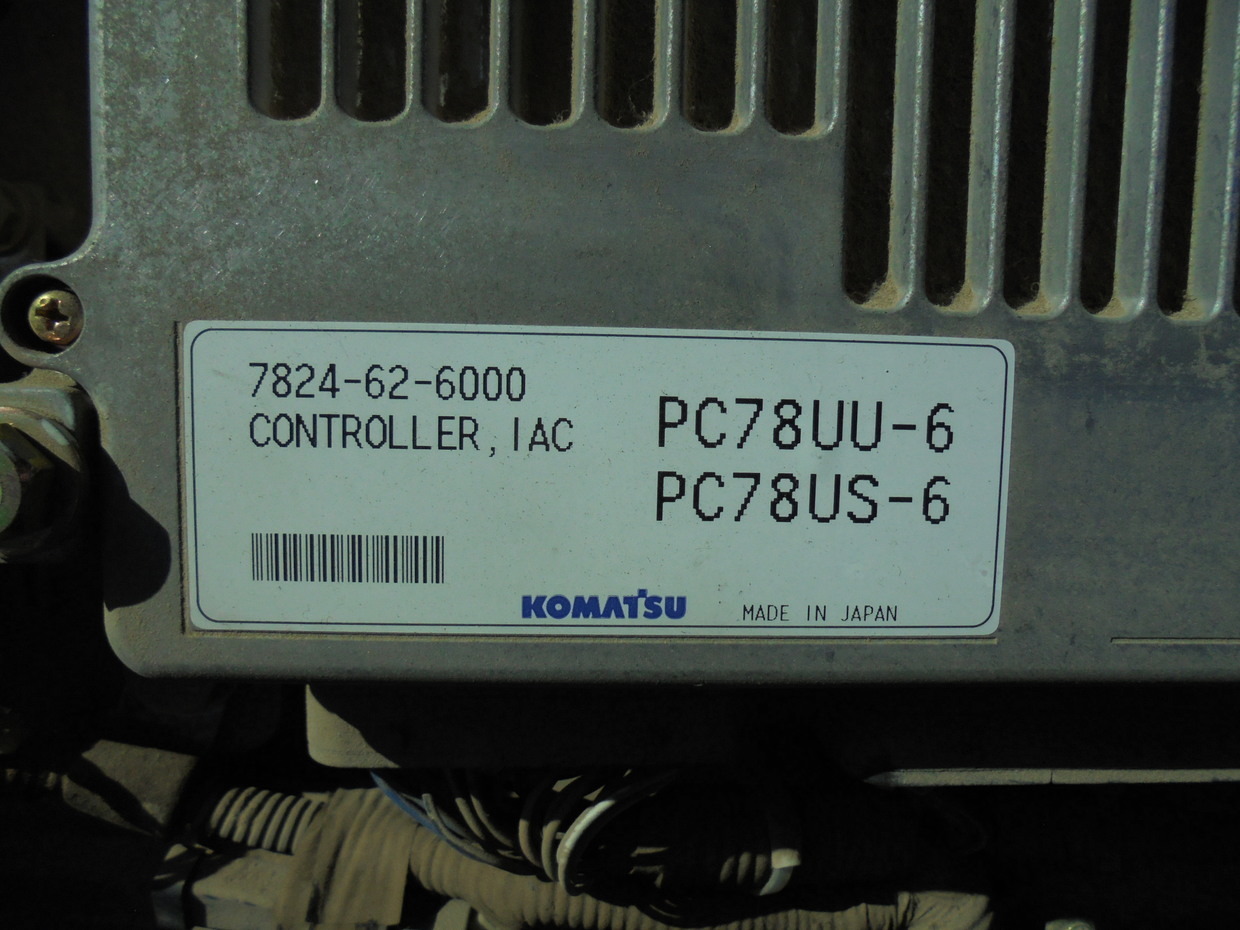 7824-62-6000
CONTROLLER, IAC
PC78UU-6
PC78US-6
KOMATSU
MADE IN JAPAN